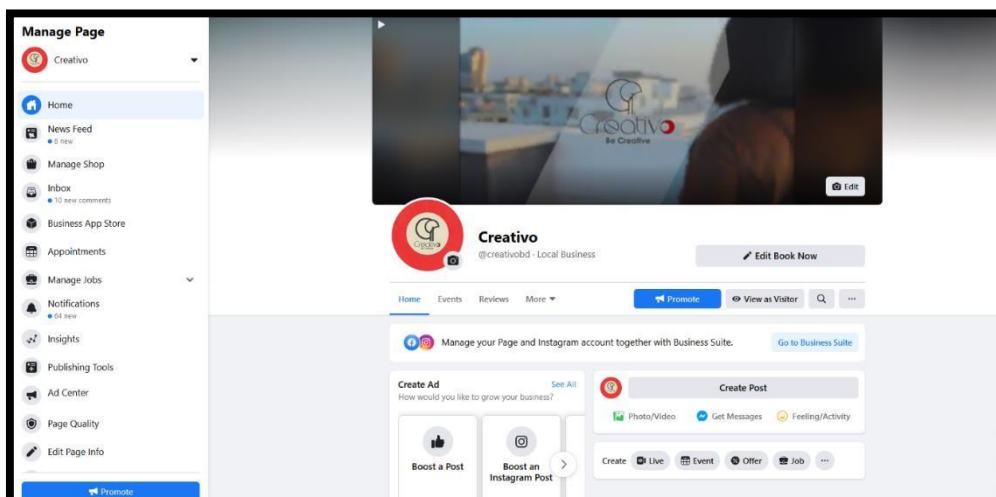 Manage Page
Creativo
Home
News Feed
8 new
Manage Shop
Inbox
10 new comments
Business App Store
Appointments
Manage Jobs
Notifications
64 new
Insights
Publishing Tools
Ad Center
Page Quality
Edit Page Info
Promote
Creativo
Be Creative
Edit
Creativo
Creativo
@creativobd · Local Business
Edit Book Now
Home Events Reviews More
Promote View as Visitor
Manage your Page and Instagram account together with Business Suite. Go to Business Suite
Create Ad See All
How would you like to grow your business?
Boost a Post
Boost an
Instagram Post
Create Post
Photo/Video Get Messages Feeling/Activity
Create Live Event Offer Job